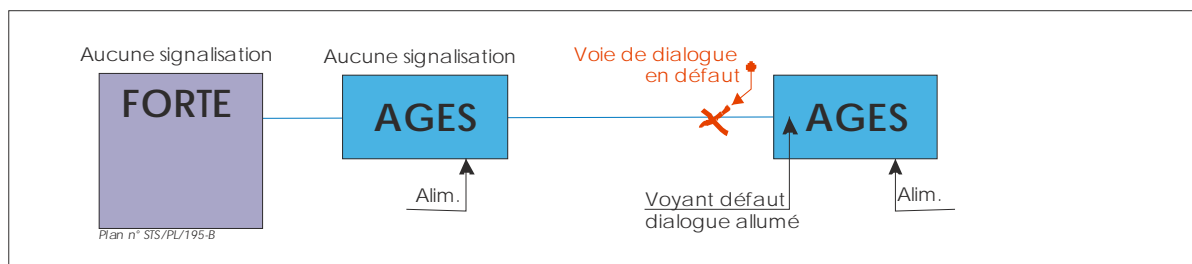 Aucune signalisation
FORTE
Plan n° STS/PL/195-B
Aucune signalisation
AGES
Alim.
Voie de dialogue
en défaut
AGES
Voyant défaut
dialogue allumé
Alim.